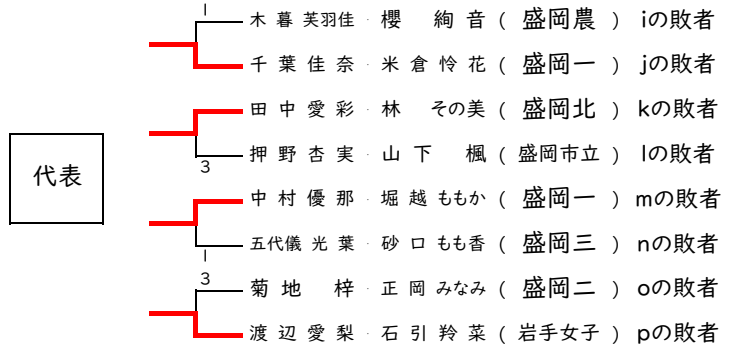 1
木暮 芙羽佳 · 櫻 絢音 ( 盛岡農 ) iの敗者
千葉佳奈 · 米倉怜花 ( 盛岡一 ) jの敗者
田中愛彩 · 林 その美 ( 盛岡北 ) kの敗者
押野杏実 · 山下 楓 ( 盛岡市立 ) lの敗者
3
代表
中村優那 · 堀越ももか ( 盛岡一 ) mの敗者
五代儀光葉 · 砂口もも香 ( 盛岡三 ) nの敗者
1
3
菊地 梓 · 正岡みなみ ( 盛岡二 ) oの敗者
渡辺愛梨 · 石引羚菜 ( 岩手女子 ) pの敗者